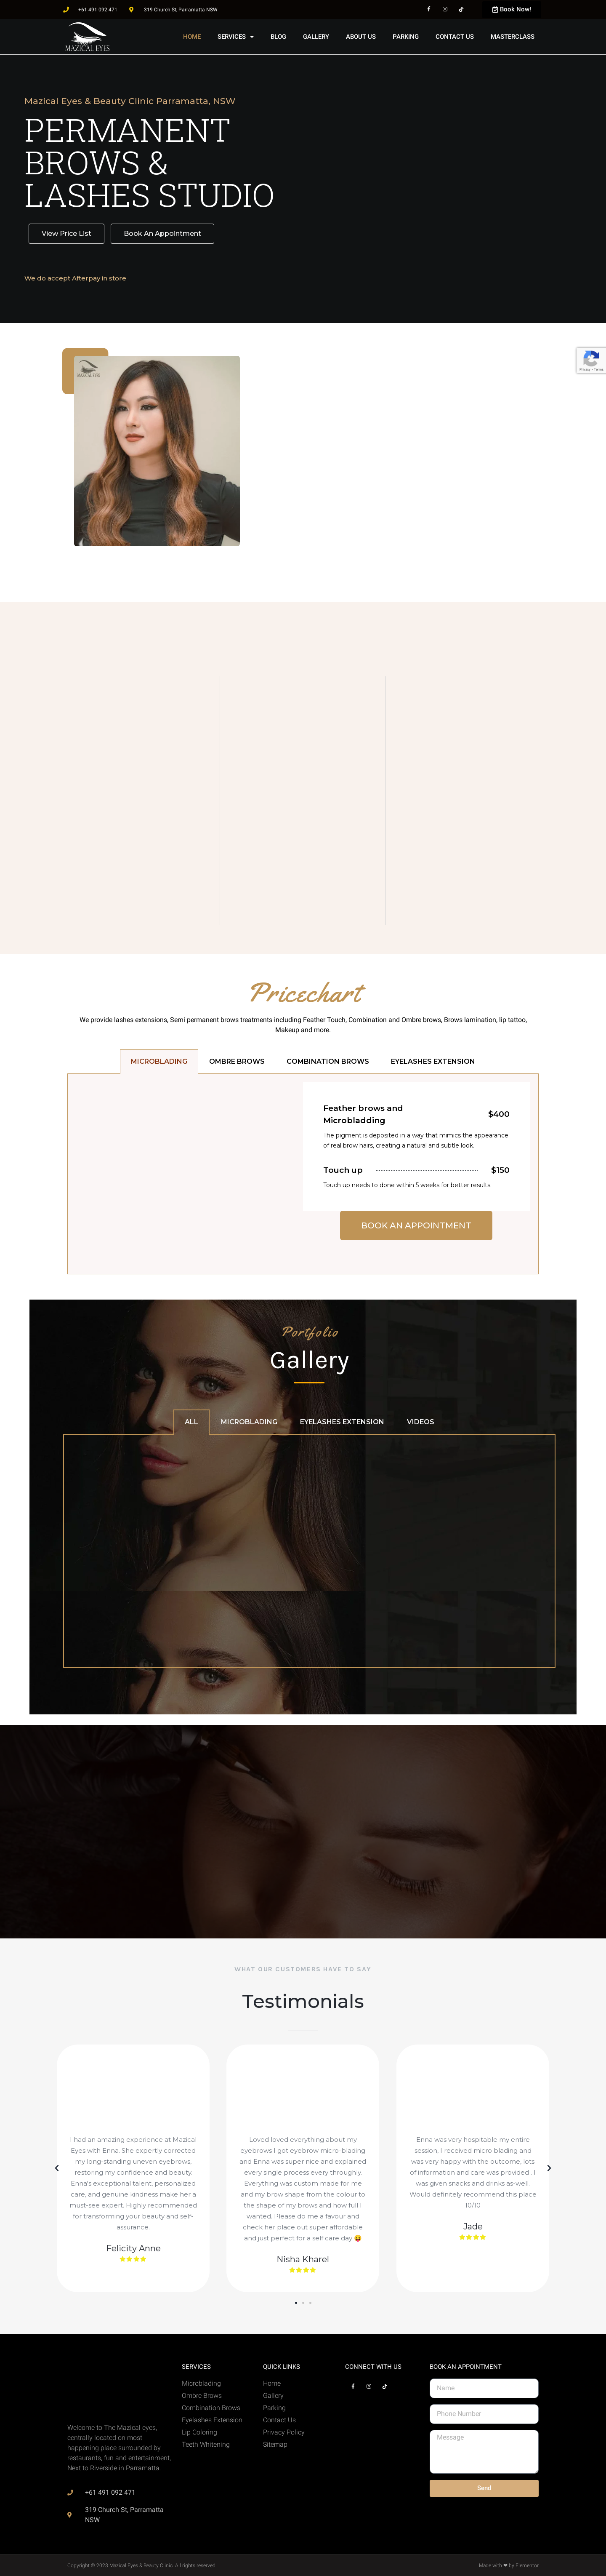 +61 491 092 471
319 Church St, Parramatta NSW
Book Now!
MAZICAL EYES
HOME
SERVICES
BLOG
GALLERY
ABOUT US
PARKING
CONTACT US
MASTERCLASS
Mazical Eyes & Beauty Clinic Parramatta, NSW
PERMANENT
BROWS &
LASHES STUDIO
View Price List
Book An Appointment
We do accept Afterpay in store
MAZICAL EYES
Privacy - Terms
Pricechart
We provide lashes extensions, Semi permanent brows treatments including Feather Touch, Combination and Ombre brows, Brows lamination, lip tattoo,
Makeup and more.
MICROBLADING
OMBRE BROWS
COMBINATION BROWS
EYELASHES EXTENSION
Feather brows and
Microbladding
$400
The pigment is deposited in a way that mimics the appearance
of real brow hairs, creating a natural and subtle look.
Touch up
$150
Touch up needs to done within 5 weeks for better results.
BOOK AN APPOINTMENT
Portfolio
Gallery
ALL
MICROBLADING
EYELASHES EXTENSION
VIDEOS
WHAT OUR CUSTOMERS HAVE TO SAY
Testimonials
I had an amazing experience at Mazical
Eyes with Enna. She expertly corrected
my long-standing uneven eyebrows,
restoring my confidence and beauty.
Enna's exceptional talent, personalized
care, and genuine kindness make her a
must-see expert. Highly recommended
for transforming your beauty and self-
assurance.
Felicity Anne
Loved loved everything about my
eyebrows I got eyebrow micro-blading
and Enna was super nice and explained
every single process every throughly.
Everything was custom made for me
and my brow shape from the colour to
the shape of my brows and how full I
wanted. Please do me a favour and
check her place out super affordable
and just perfect for a self care day 😝
Nisha Kharel
Enna was very hospitable my entire
session, I received micro blading and
was very happy with the outcome, lots
of information and care was provided . I
was given snacks and drinks as-well.
Would definitely recommend this place
10/10
Jade
Welcome to The Mazical eyes,
centrally located on most
happening place surrounded by
restaurants, fun and entertainment,
Next to Riverside in Parramatta.
+61 491 092 471
319 Church St, Parramatta
NSW
SERVICES
Microblading
Ombre Brows
Combination Brows
Eyelashes Extension
Lip Coloring
Teeth Whitening
QUICK LINKS
Home
Gallery
Parking
Contact Us
Privacy Policy
Sitemap
CONNECT WITH US
BOOK AN APPOINTMENT
Name
Phone Number
Message
Send
Copyright © 2023 Mazical Eyes & Beauty Clinic. All rights reserved
Made with ❤ by Elementor